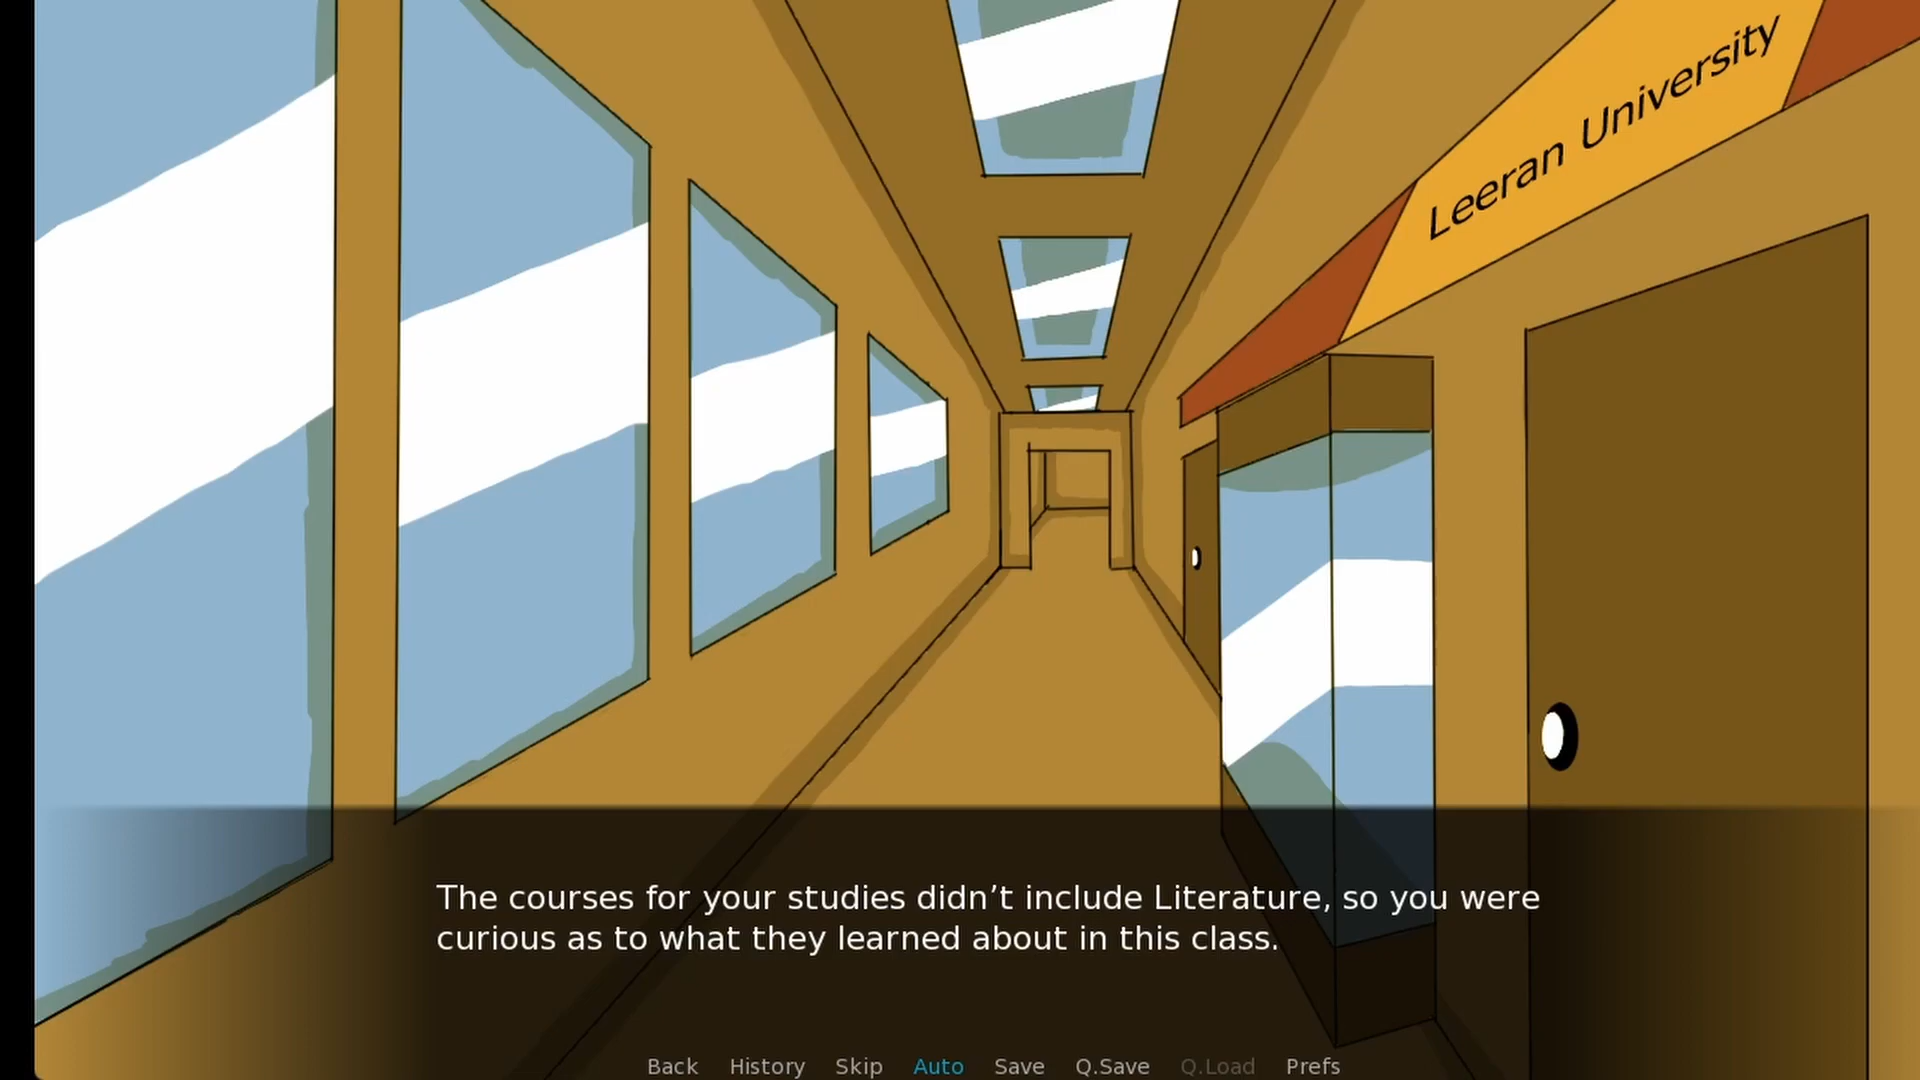 Leeran University
The courses for your studies didn’t include Literature, so you were
curious as to what they learned about in this class.
Back History Skip Auto Save Q.Save Q.Load Prefs